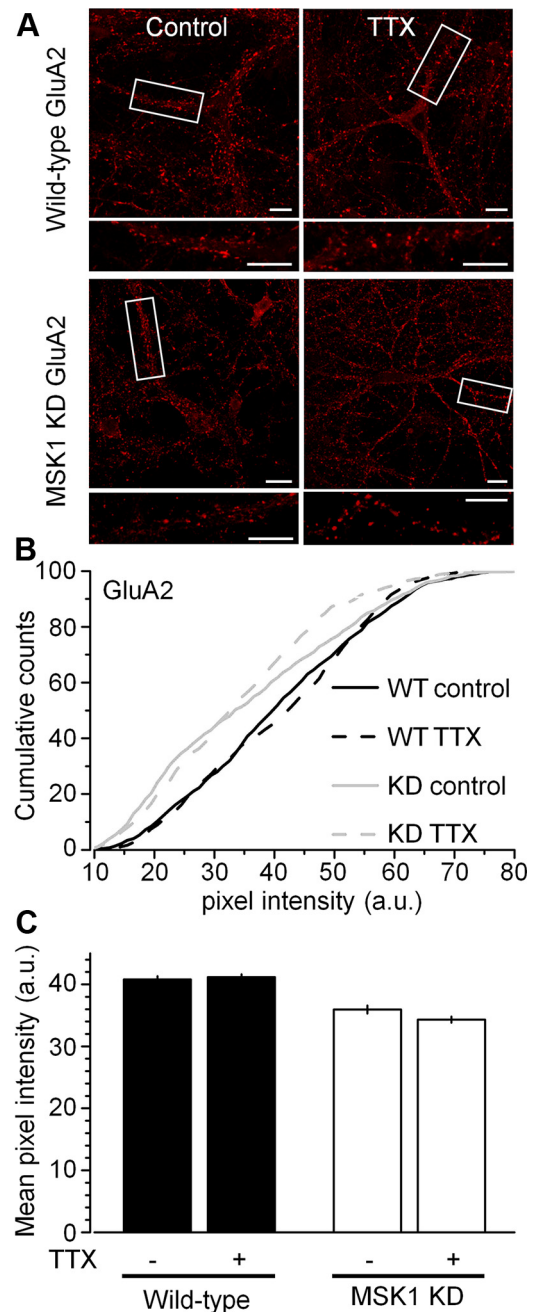 A
Control
TTX
Wild-type GluA2
MSK1 KD GluA2
B
100
80
60
40
20
0
Cumulative counts
GluA2
WT control
WT TTX
KD control
KD TTX
10 20 30 40 50 60 70 80
pixel intensity (a.u.)
C
40
30
20
10
0
Mean pixel intensity (a.u.)
TTX - + - +
Wild-type MSK1 KD